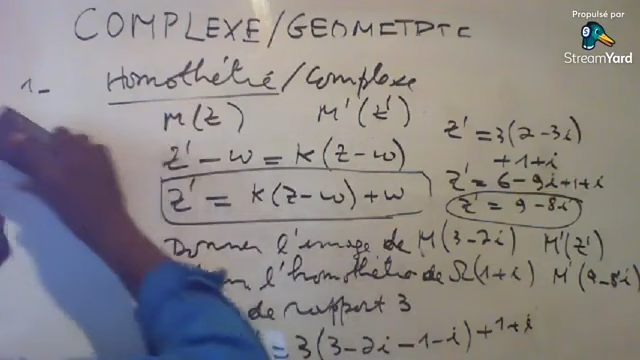 COMPLEXE/GEOMETRIE
Propulsé par
StreamYard
1- Homothétie/Complexe
M(Z) M'(Z')
Z' - ω = K(Z-ω)
Z' = K(Z-ω)+ω
Z' = 3(2-3i)
+1+i
Z' = 6-9i+1+i
Z' = 9-8i
Donner l'image de M(3-2i) M'(Z')
l'homothétie de Ω(1+i) M'(9-8i)
de rapport 3
= 3(3-2i-1-i)+1+i